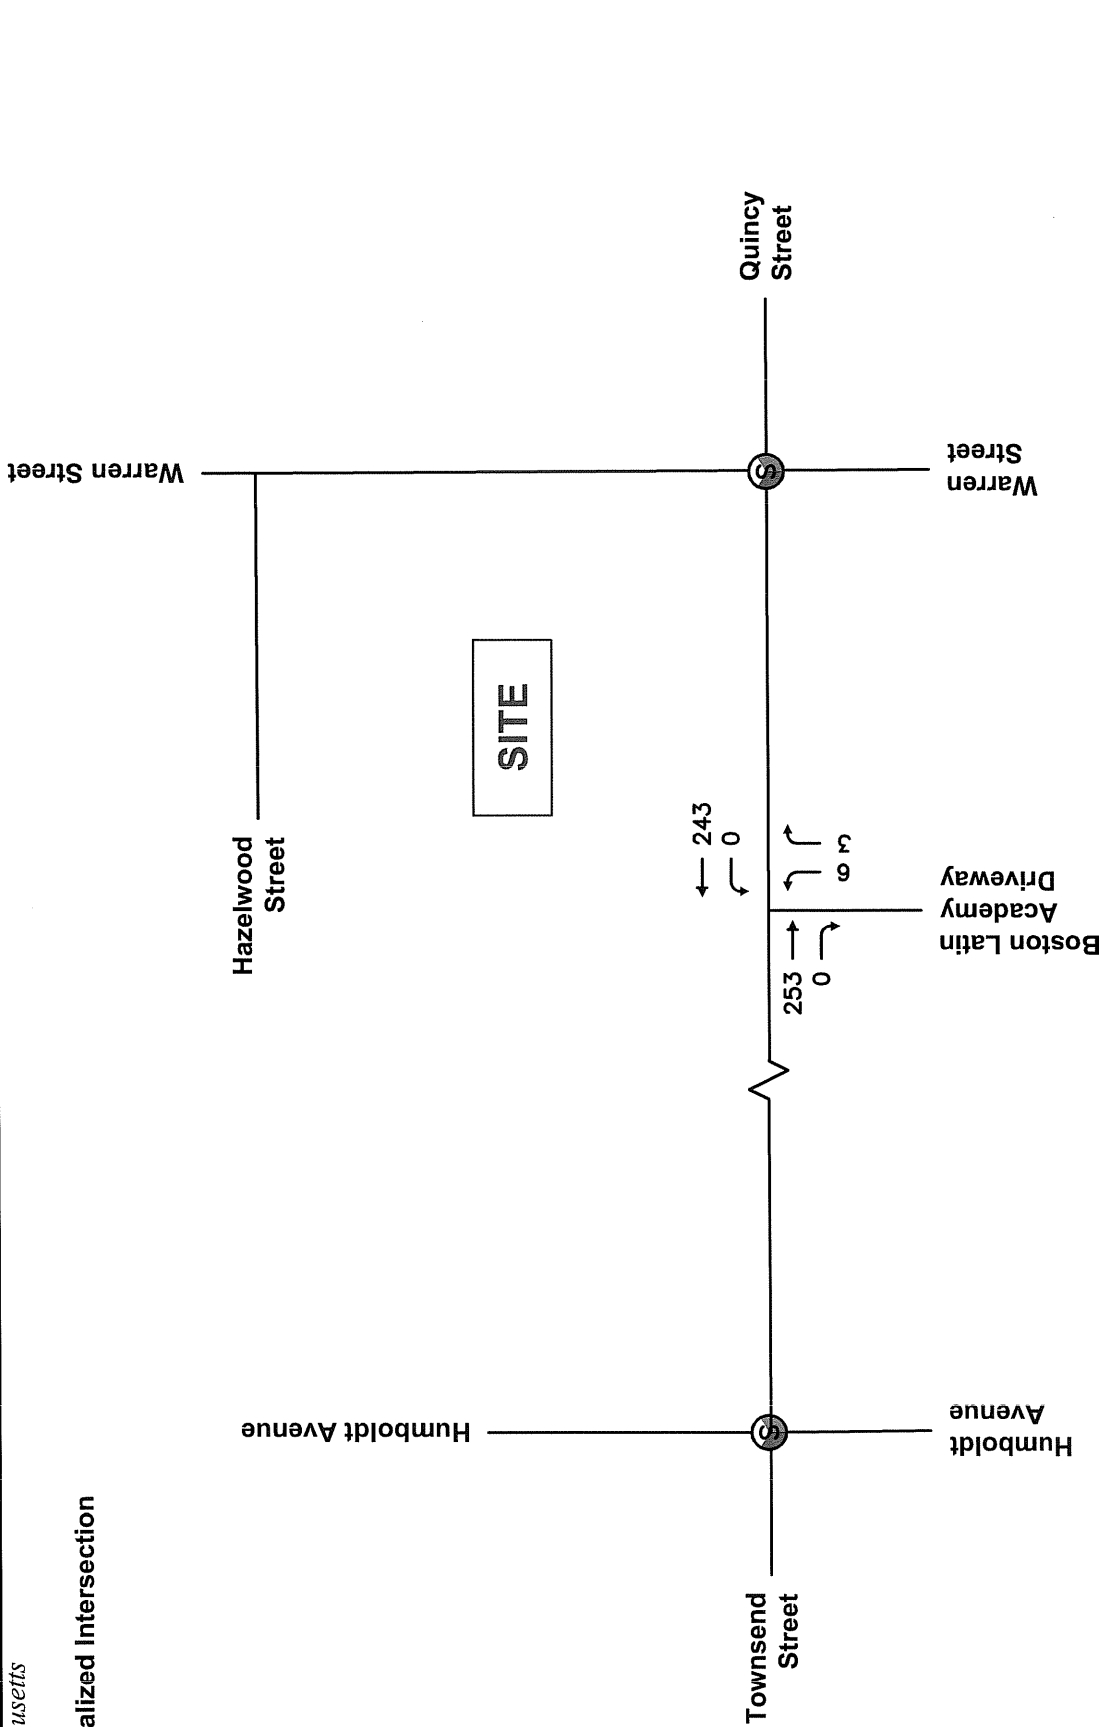 usetts
alized Intersection
Hazelwood
Street
Warren Street
Humboldt Avenue
SITE
243
0
Townsend
Street
S
S
Quincy
Street
253
0
6
3
Humboldt
Avenue
Boston Latin
Academy
Driveway
Warren
Street